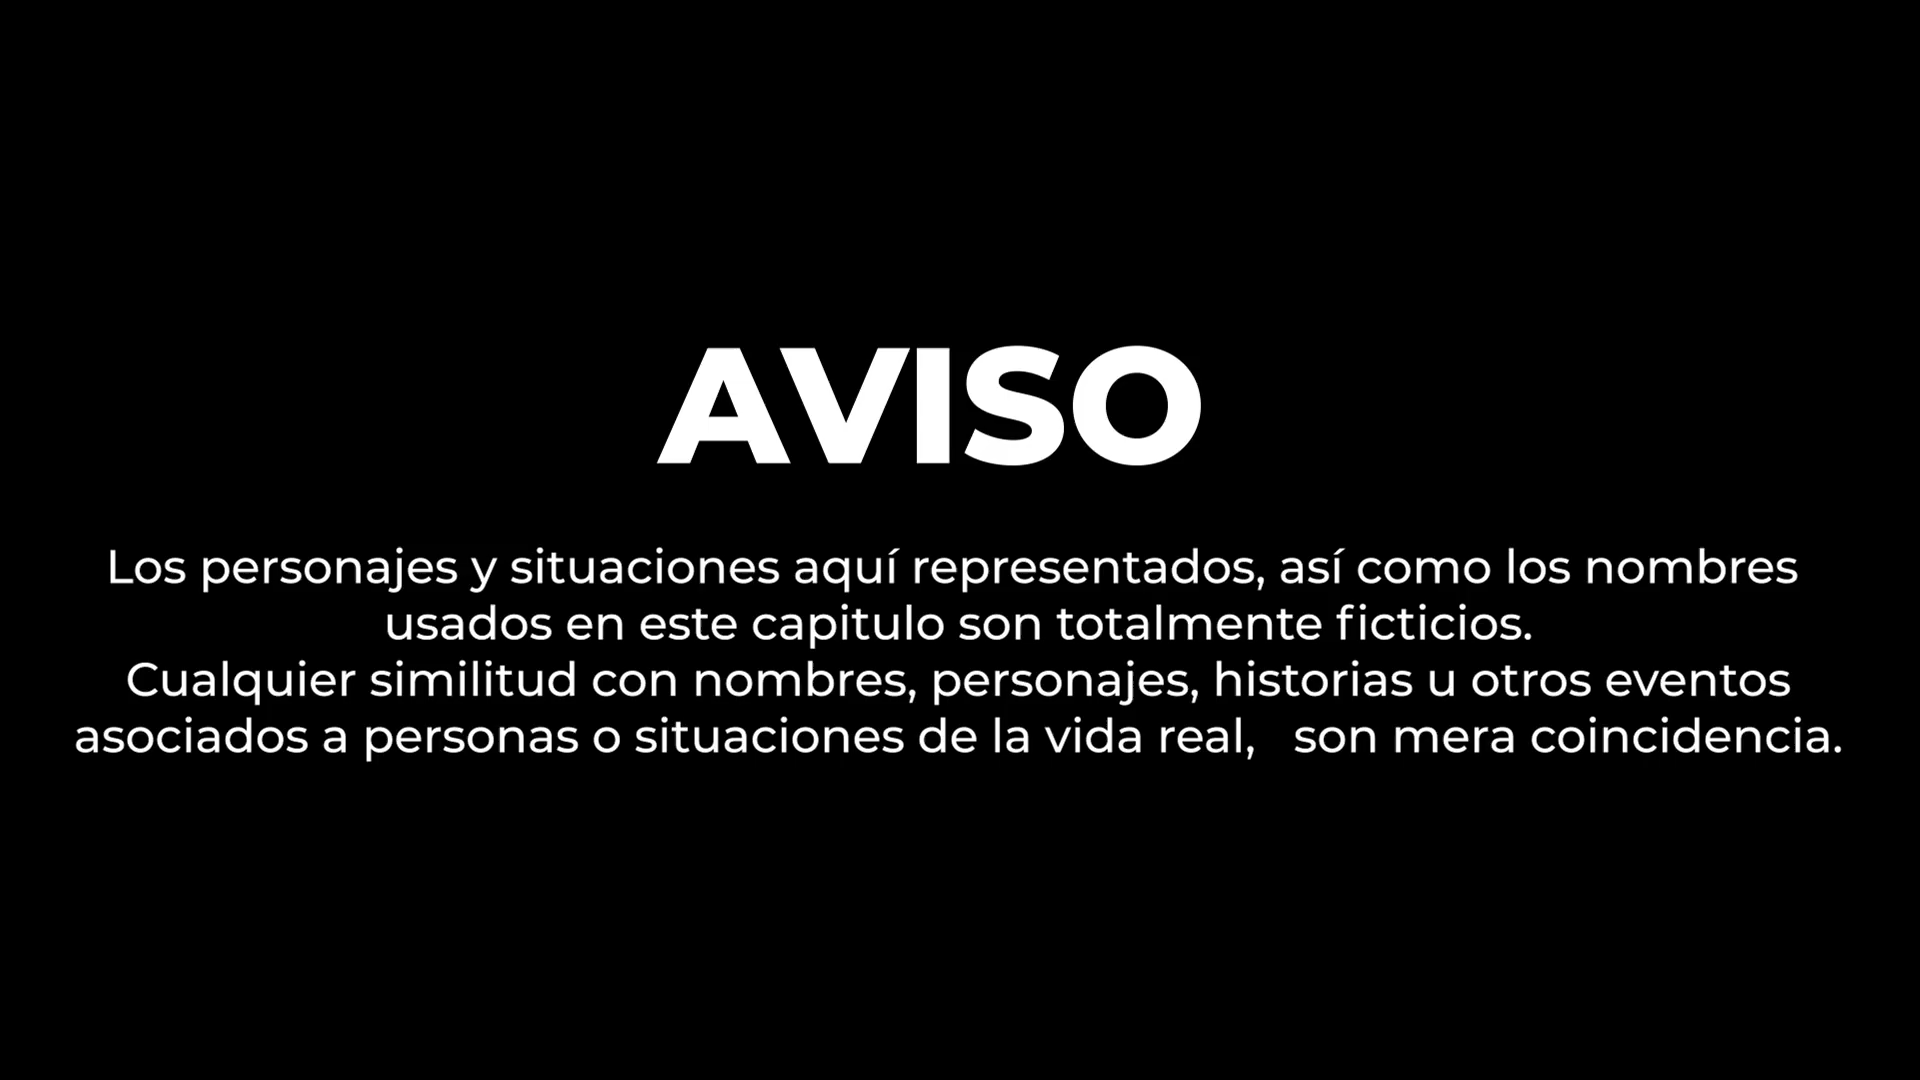 AVISO
Los personajes y situaciones aquí representados, así como los nombres
usados en este capitulo son totalmente ficticios.
Cualquier similitud con nombres, personajes, historias u otros eventos
asociados a personas o situaciones de la vida real,   son mera coincidencia.